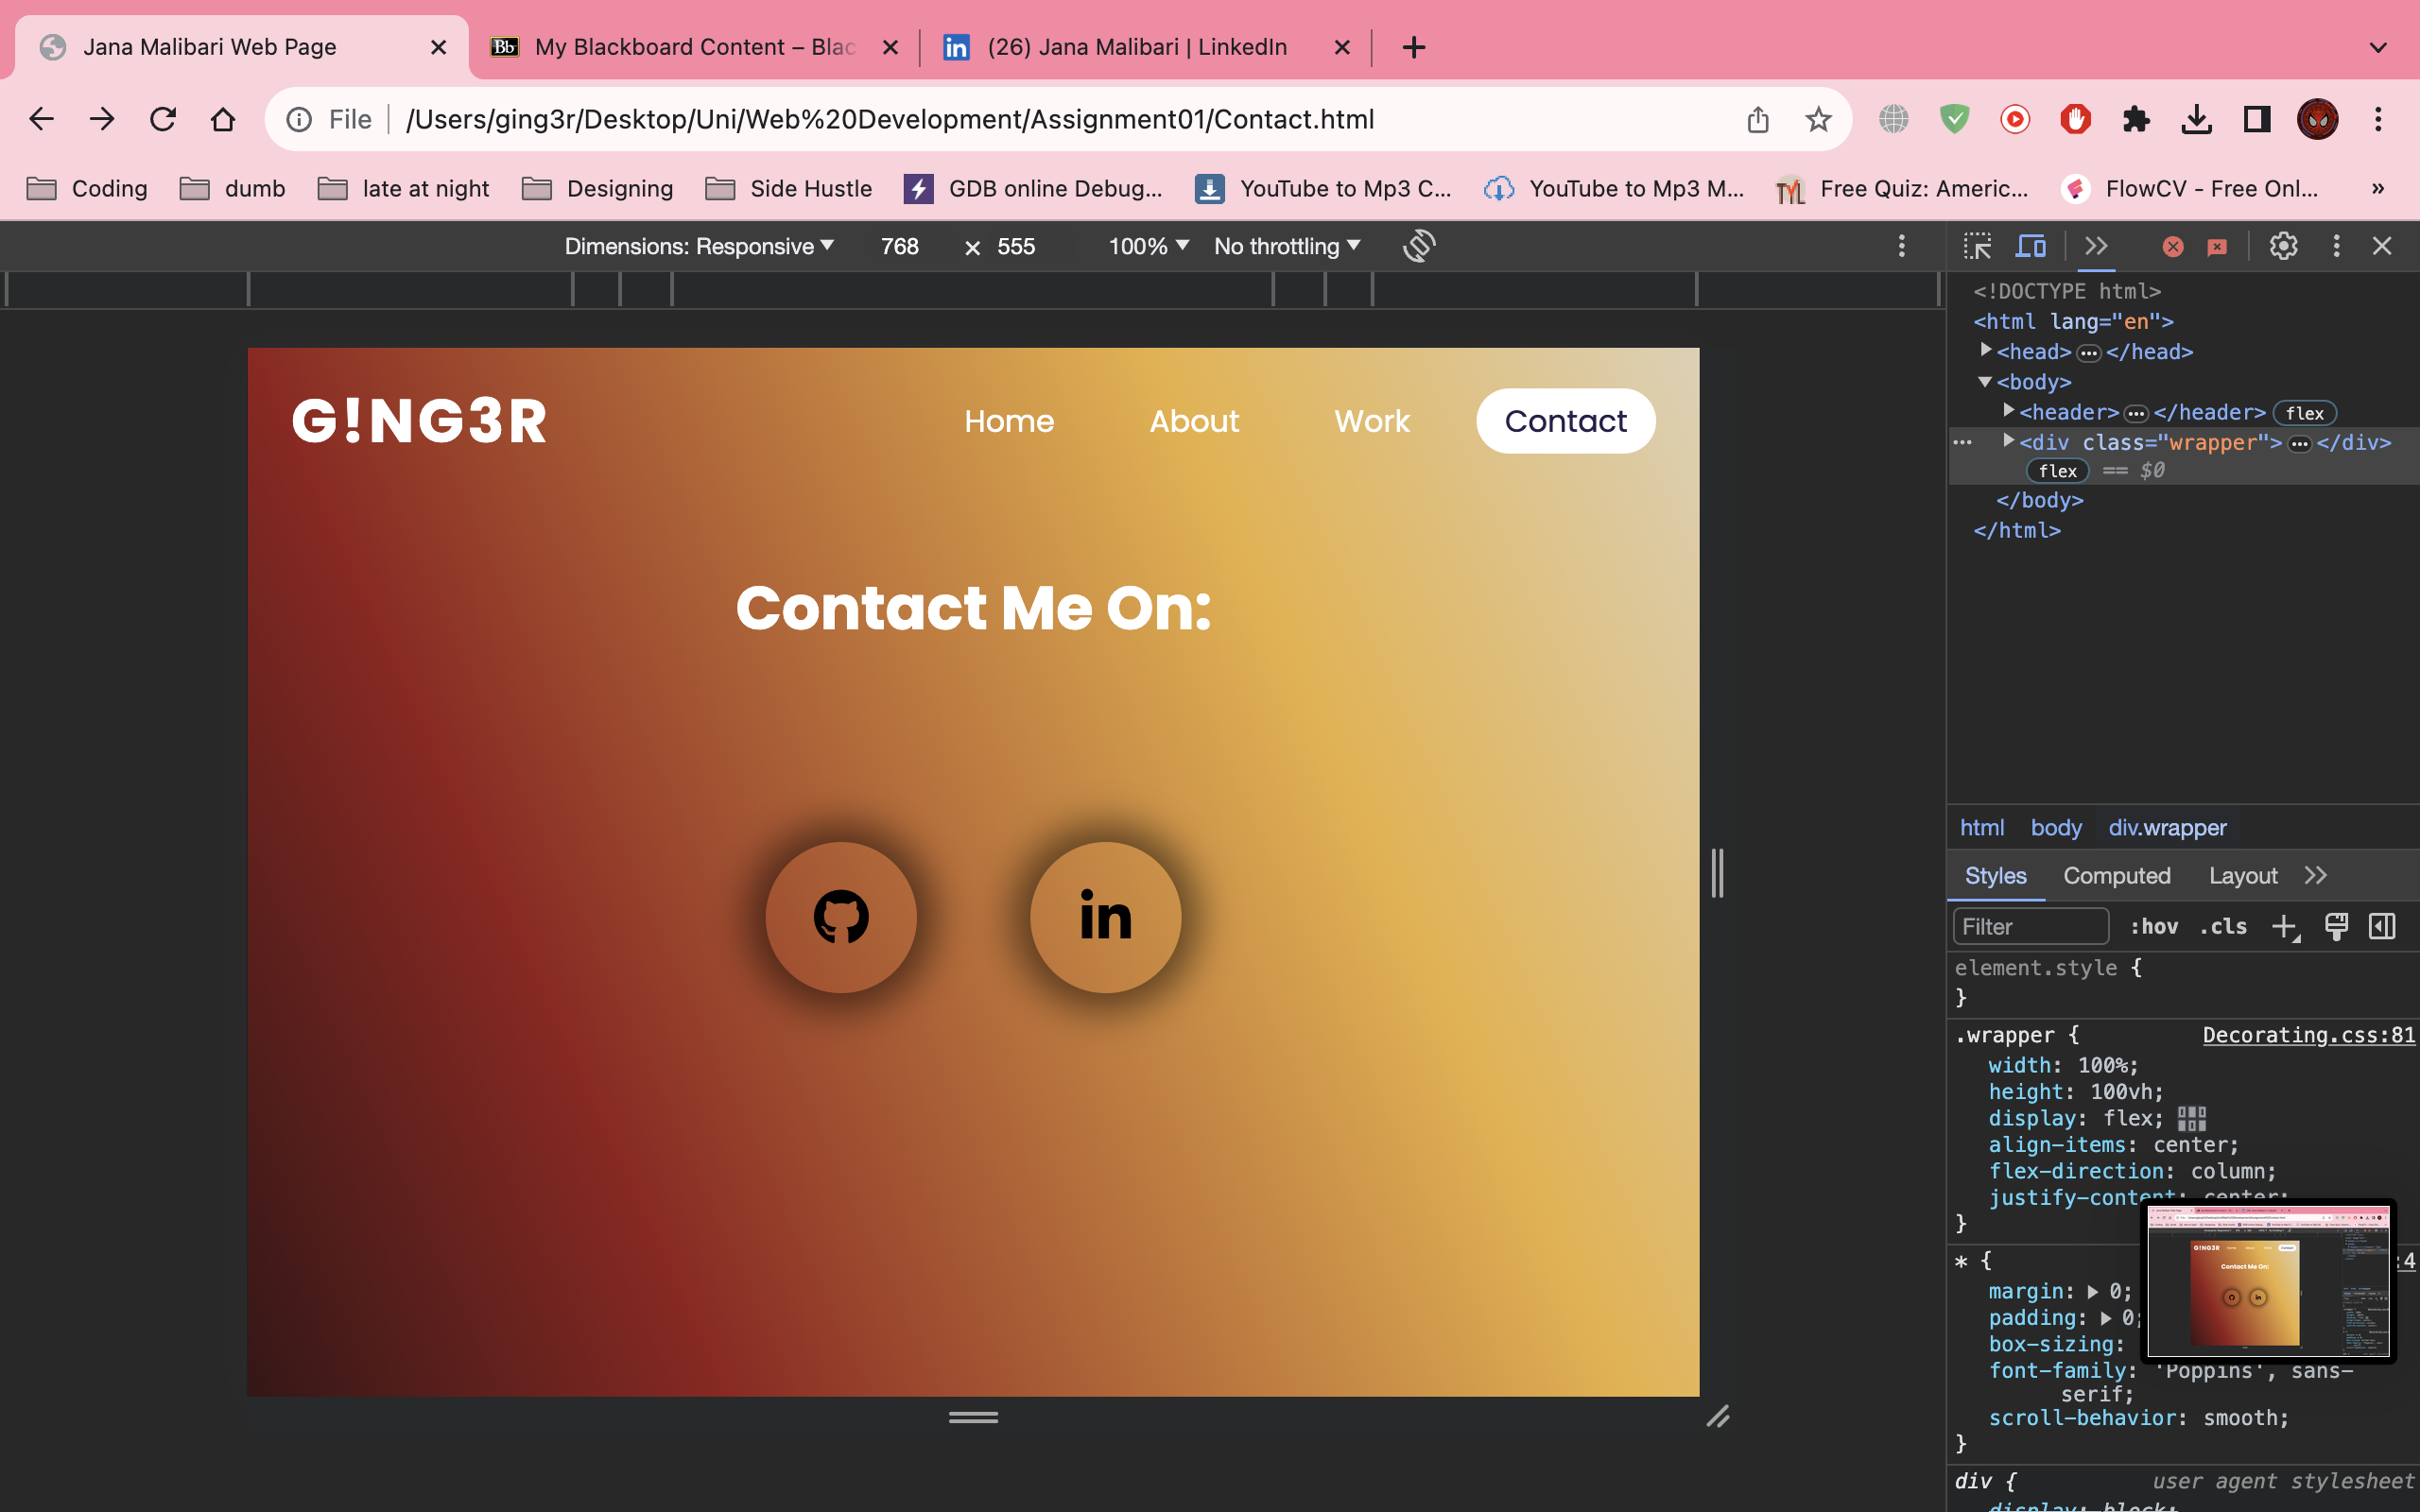 Jana Malibari Web Page
My Blackboard Content – Blac
(26) Jana Malibari | LinkedIn
File
/Users/ging3r/Desktop/Uni/Web%20Development/Assignment01/Contact.html
Coding
dumb
late at night
Designing
Side Hustle
GDB online Debug...
YouTube to Mp3 C...
YouTube to Mp3 M...
Free Quiz: Americ...
FlowCV - Free Onl...
»
Dimensions: Responsive
768
×
555
100%
No throttling
G!NG3R
Home
About
Work
Contact
Contact Me On:
in
<!DOCTYPE html>
<html lang="en">
<head>…</head>
<body>
<header>…</header> flex
<div class="wrapper">…</div>
flex == $0
</body>
</html>
html
body
div.wrapper
Styles
Computed
Layout
Filter
:hov
.cls
element.style {
}
.wrapper { Decorating.css:81
width: 100%;
height: 100vh;
display: flex;
align-items: center;
flex-direction: column;
justify-content: center;
}
* { :4
margin: 0;
padding: 0;
box-sizing:
font-family: 'Poppins', sans-
serif;
scroll-behavior: smooth;
}
div { user agent stylesheet
display: block;